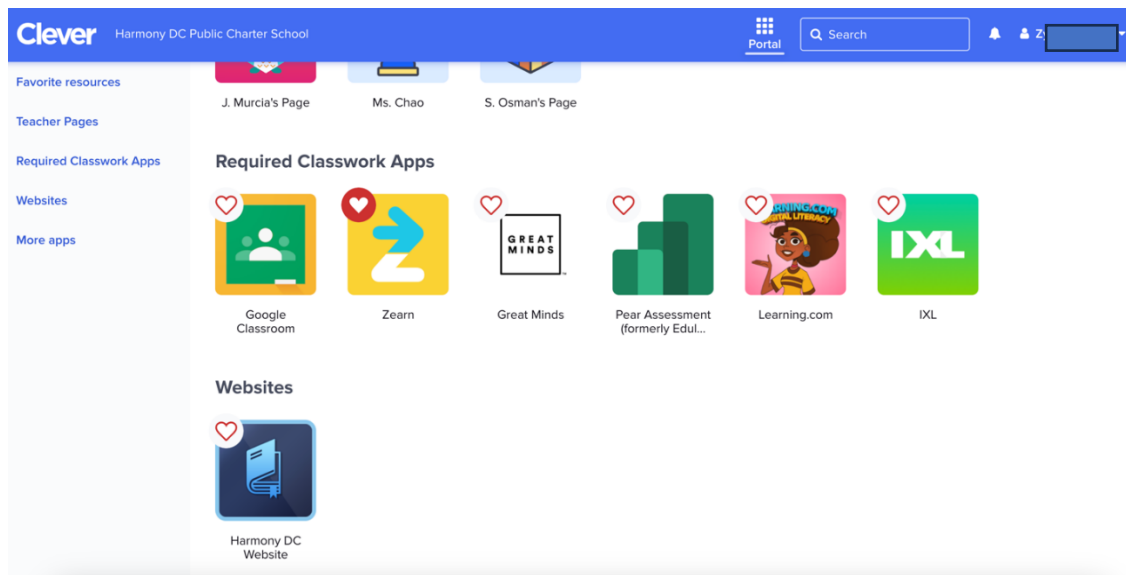 Clever
Harmony DC Public Charter School
Portal
Search
Zy
Favorite resources
Teacher Pages
Required Classwork Apps
Websites
More apps
J. Murcia's Page
Ms. Chao
S. Osman's Page
Required Classwork Apps
GREAT
MINDS
LEARNING.COM
DIGITAL LITERACY
IXL
Google
Classroom
Zearn
Great Minds
Pear Assessment
(formerly Edul...
Learning.com
IXL
Websites
Harmony DC
Website